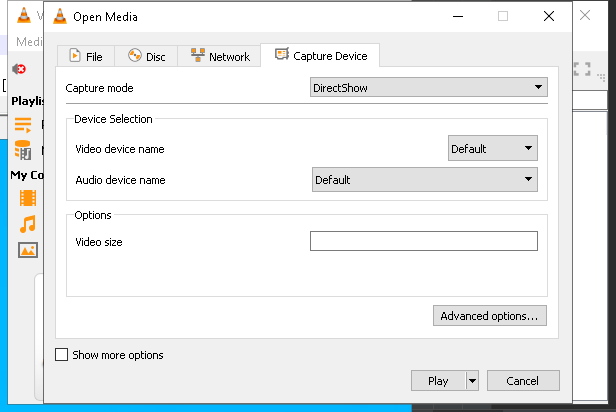 Open Media
Medi
File
Disc
Network
Capture Device
Capture mode
DirectShow
Playlis
Device Selection
Video device name
Default
Audio device name
Default
My Co
Options
Video size
Advanced options...
Show more options
Play
Cancel